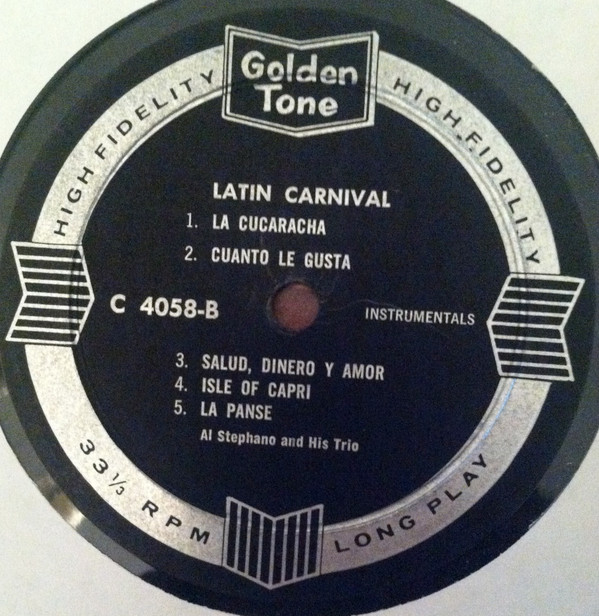 Golden
Tone
HIGH FIDELITY
HIGH FIDELITY
LATIN CARNIVAL
1. LA CUCARACHA
2. CUANTO LE GUSTA
C 4058-B
INSTRUMENTALS
3. SALUD, DINERO Y AMOR
4. ISLE OF CAPRI
5. LA PANSE
Al Stephano and His Trio
33⅓ RPM
LONG PLAY